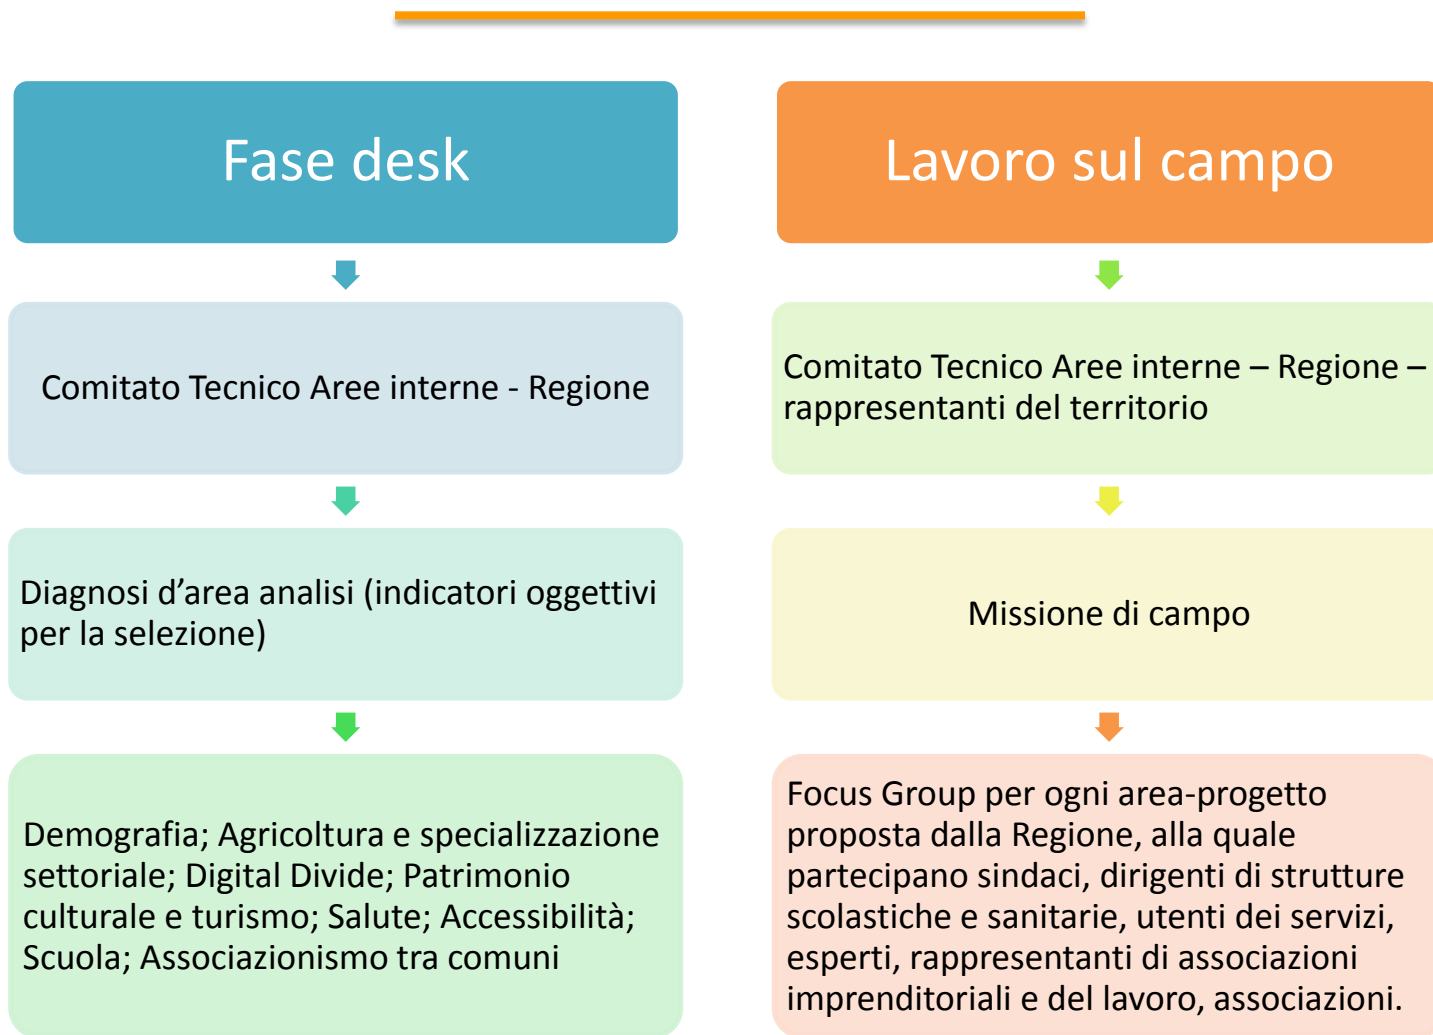 Fase desk
Comitato Tecnico Aree interne - Regione
Diagnosi d’area analisi (indicatori oggettivi
per la selezione)
Demografia; Agricoltura e specializzazione
settoriale; Digital Divide; Patrimonio
culturale e turismo; Salute; Accessibilità;
Scuola; Associazionismo tra comuni
Lavoro sul campo
Comitato Tecnico Aree interne – Regione –
rappresentanti del territorio
Missione di campo
Focus Group per ogni area-progetto
proposta dalla Regione, alla quale
partecipano sindaci, dirigenti di strutture
scolastiche e sanitarie, utenti dei servizi,
esperti, rappresentanti di associazioni
imprenditoriali e del lavoro, associazioni.